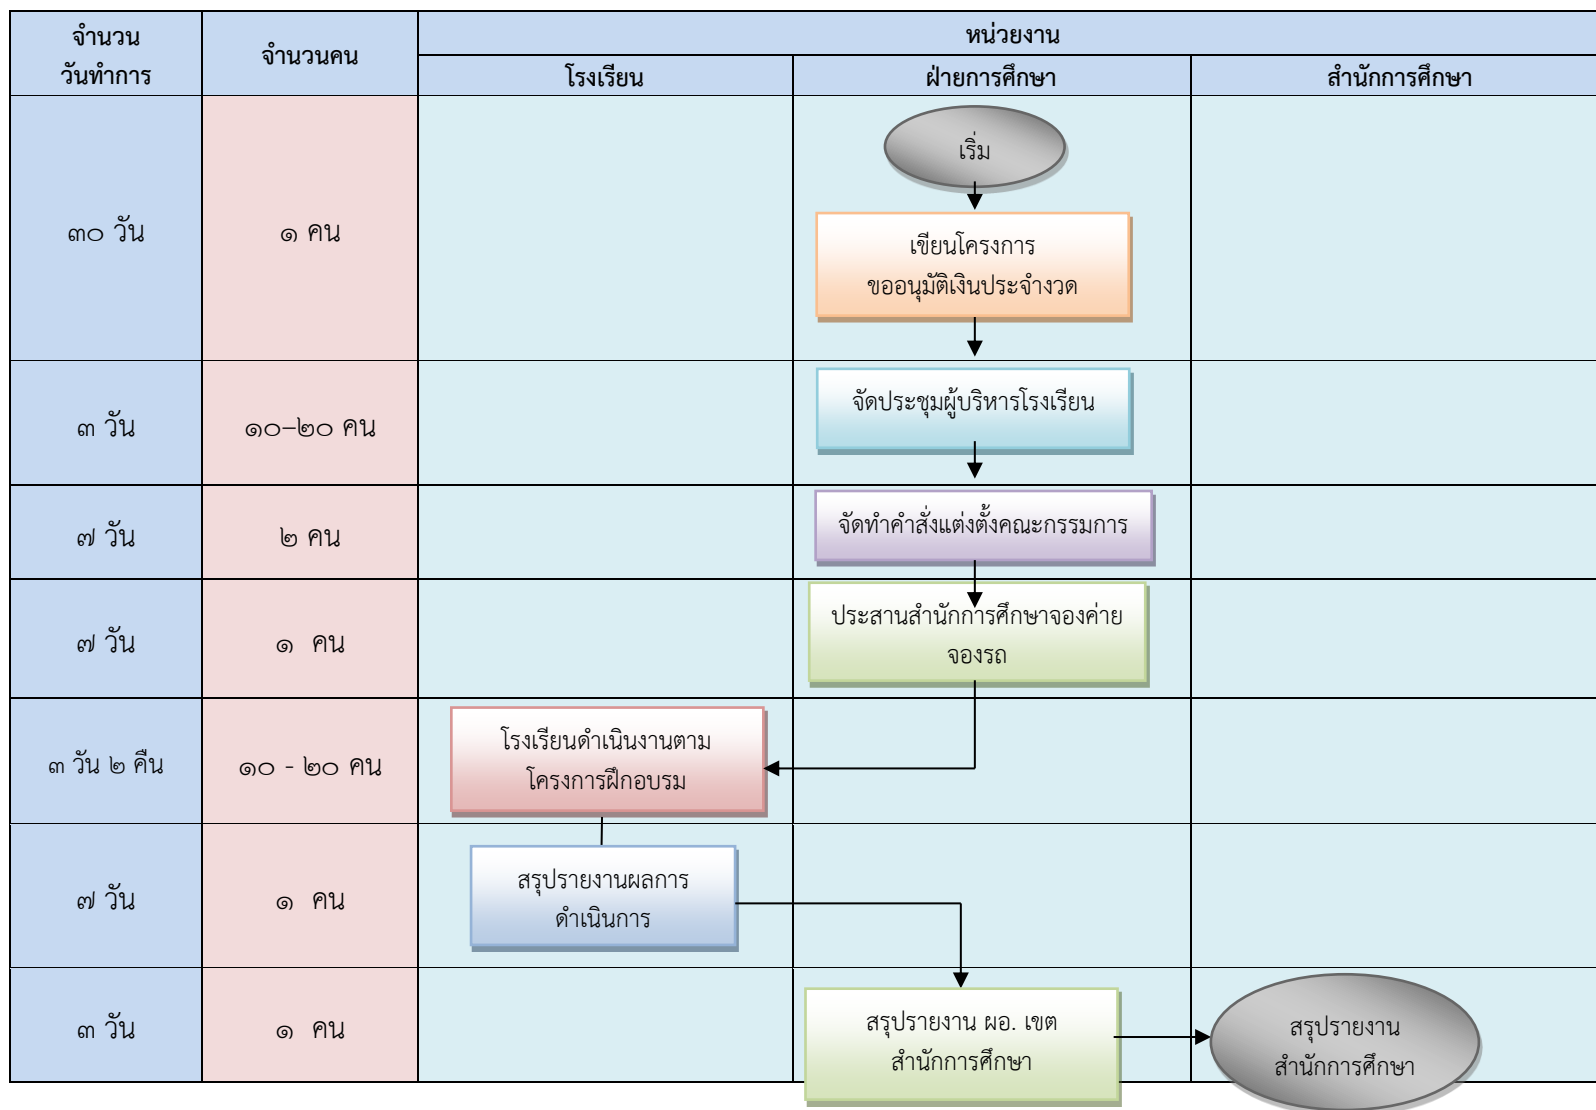 จำนวน
วันทำการ
จำนวนคน
หน่วยงาน
โรงเรียน
ฝ่ายการศึกษา
สำนักการศึกษา
๓๐ วัน
๑ คน
เริ่ม
เขียนโครงการ
ขออนุมัติเงินประจำงวด
๓ วัน
๑๐–๒๐ คน
จัดประชุมผู้บริหารโรงเรียน
๗ วัน
๒ คน
จัดทำคำสั่งแต่งตั้งคณะกรรมการ
๗ วัน
๑ คน
ประสานสำนักการศึกษาจองค่าย
จองรถ
๓ วัน ๒ คืน
๑๐ - ๒๐ คน
โรงเรียนดำเนินงานตาม
โครงการฝึกอบรม
๗ วัน
๑ คน
สรุปรายงานผลการ
ดำเนินการ
๓ วัน
๑ คน
สรุปรายงาน ผอ. เขต
สำนักการศึกษา
สรุปรายงาน
สำนักการศึกษา